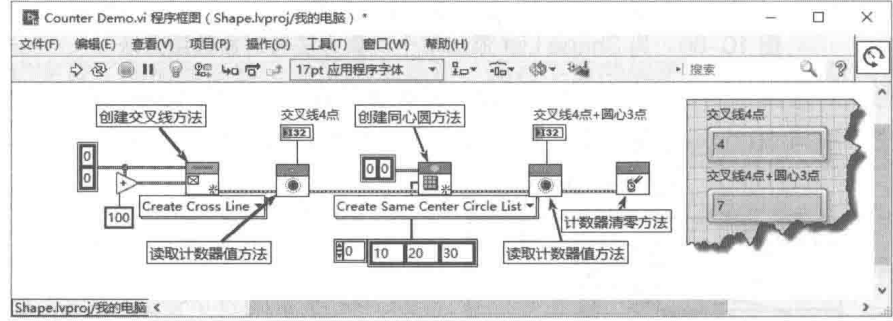 Counter Demo.vi 程序框图（Shape.lvproj/我的电脑） *
文件(F) 编辑(E) 查看(V) 项目(P) 操作(O) 工具(T) 窗口(W) 帮助(H)
17pt 应用程序字体 搜索
创建交叉线方法
交叉线4点
创建同心圆方法
交叉线4点+圆心3点
I32
I32
0
0
+
100
0 0
Create Cross Line
Create Same Center Circle List
计数器清零方法
读取计数器值方法
0 10 20 30
读取计数器值方法
交叉线4点
4
交叉线4点+圆心3点
7
Shape.lvproj/我的电脑